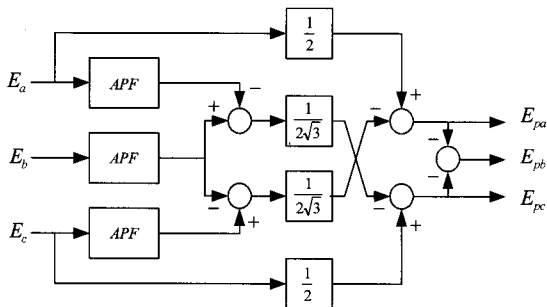 1/2
E_a
APF
−
+
+
−
1/(2√3)
−
E_pa
−
E_b
APF
E_pb
−
−
1/(2√3)
+
−
E_pc
+
E_c
APF
1/2